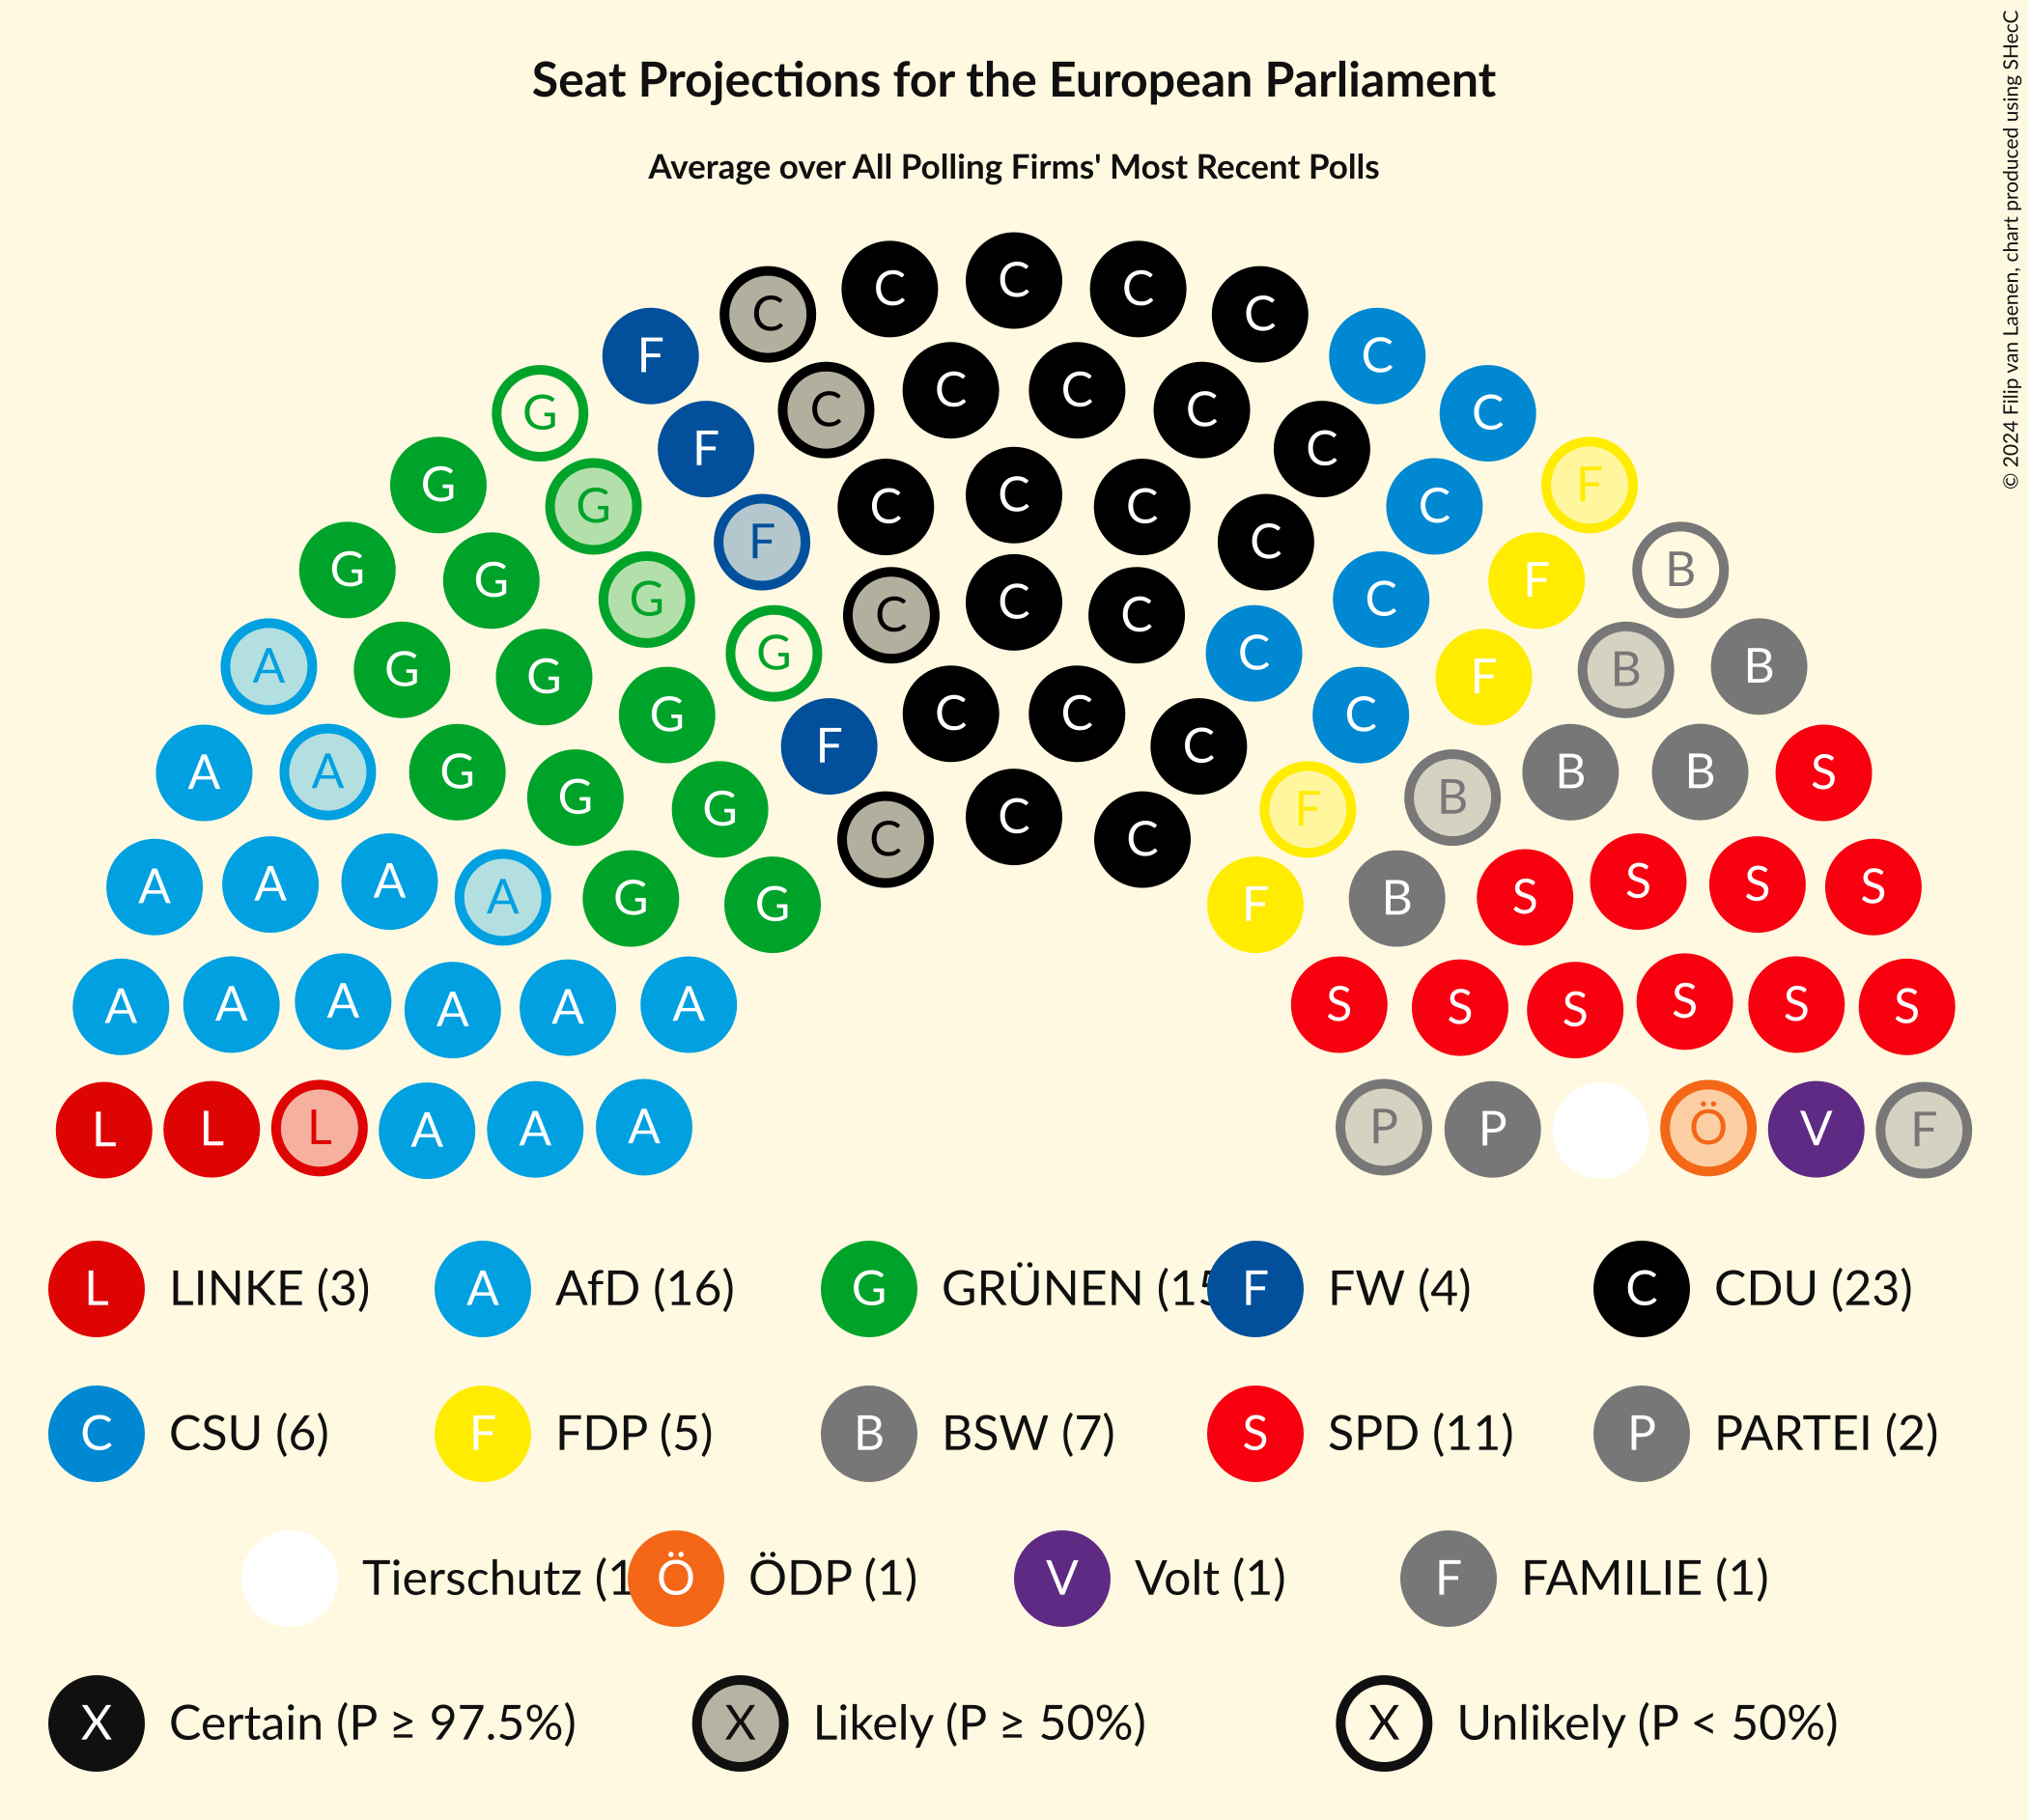 © 2024 Filip van Laenen, chart produced using SHecC
Seat Projections for the European Parliament
Average over All Polling Firms' Most Recent Polls
C C C C C
F C
G C C C C C
F C
G G C C C C F
F C
G G G C C C C F B
A G G G C F B B
G F C C C C
A A G G G F B B B S
C C C
A A A A G G F B S S S S
A A A A A A S S S S S S
L L L A A A P P Ö V F
L LINKE (3) A AfD (16) G GRÜNEN (15 F FW (4) C CDU (23)
C CSU (6) F FDP (5) B BSW (7) S SPD (11) P PARTEI (2)
Tierschutz (1 Ö ÖDP (1) V Volt (1) F FAMILIE (1)
X Certain (P ≥ 97.5%) X Likely (P ≥ 50%) X Unlikely (P < 50%)